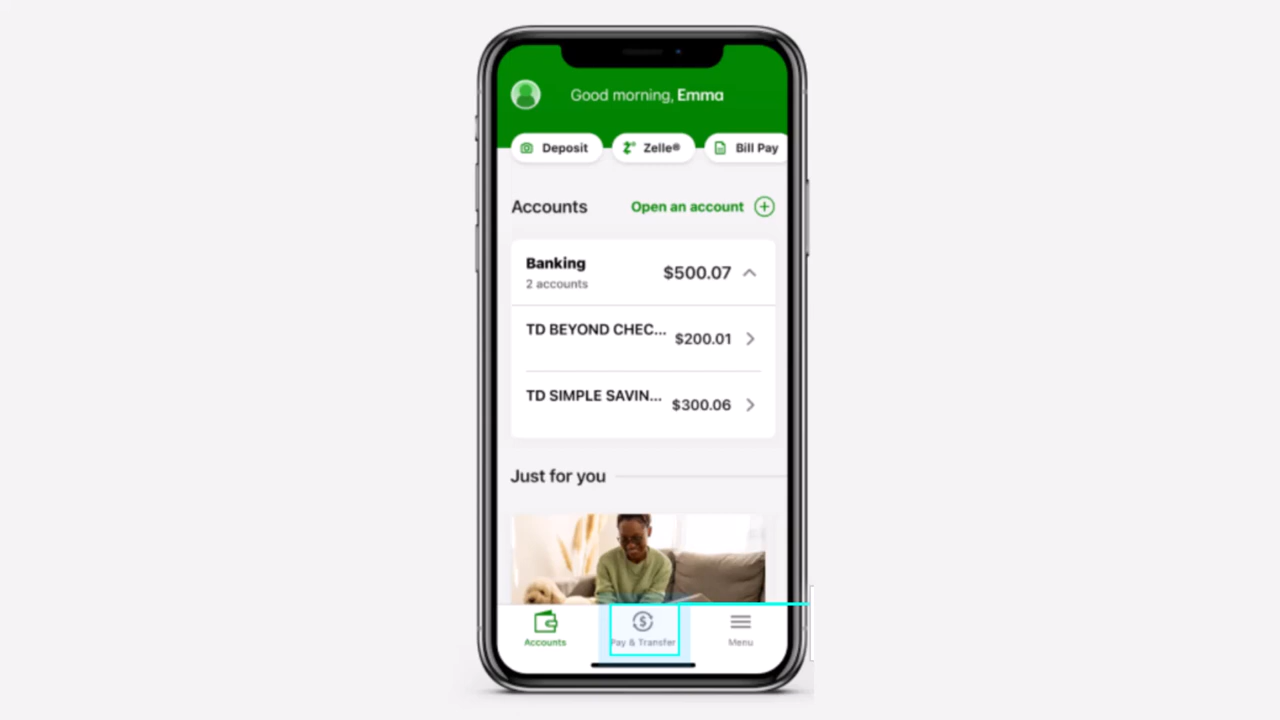 Good morning, Emma
Deposit
Zelle®
Bill Pay
Accounts
Open an account
Banking
$500.07
2 accounts
TD BEYOND CHEC...
$200.01
TD SIMPLE SAVIN...
$300.06
Just for you
Accounts
Pay & Transfer
Menu